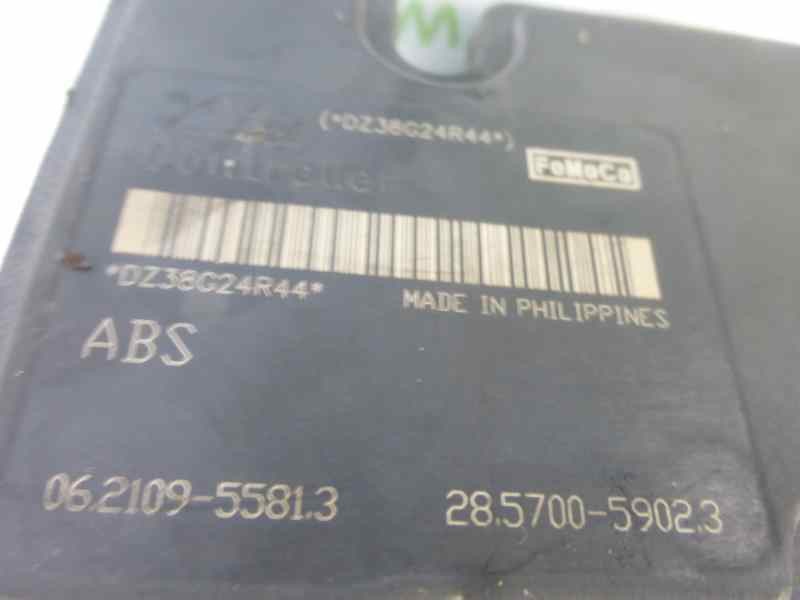 M
(*DZ38G24R44*)
FoMoCo
*DZ38G24R44*
MADE IN PHILIPPINES
ABS
06.2109-5581.3
28.5700-5902.3